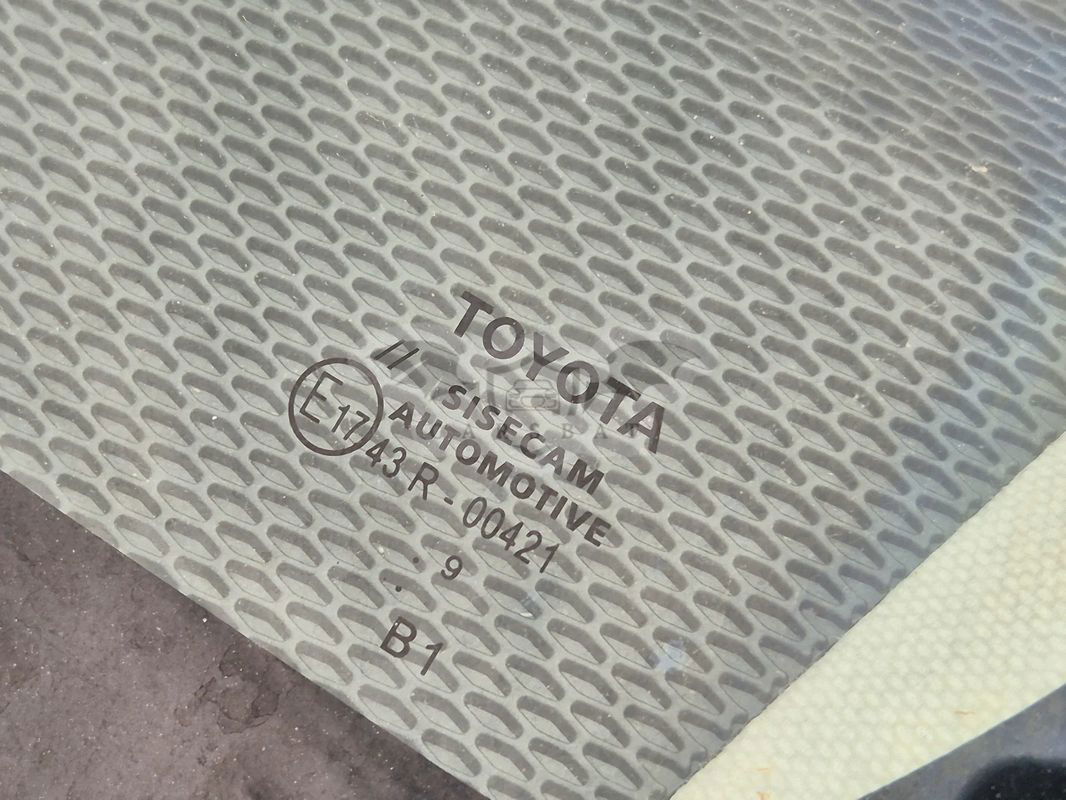 TOYOTA
// SISECAM
AUTOMOTIVE
E17 43 R - 00421
. 9
.
B1